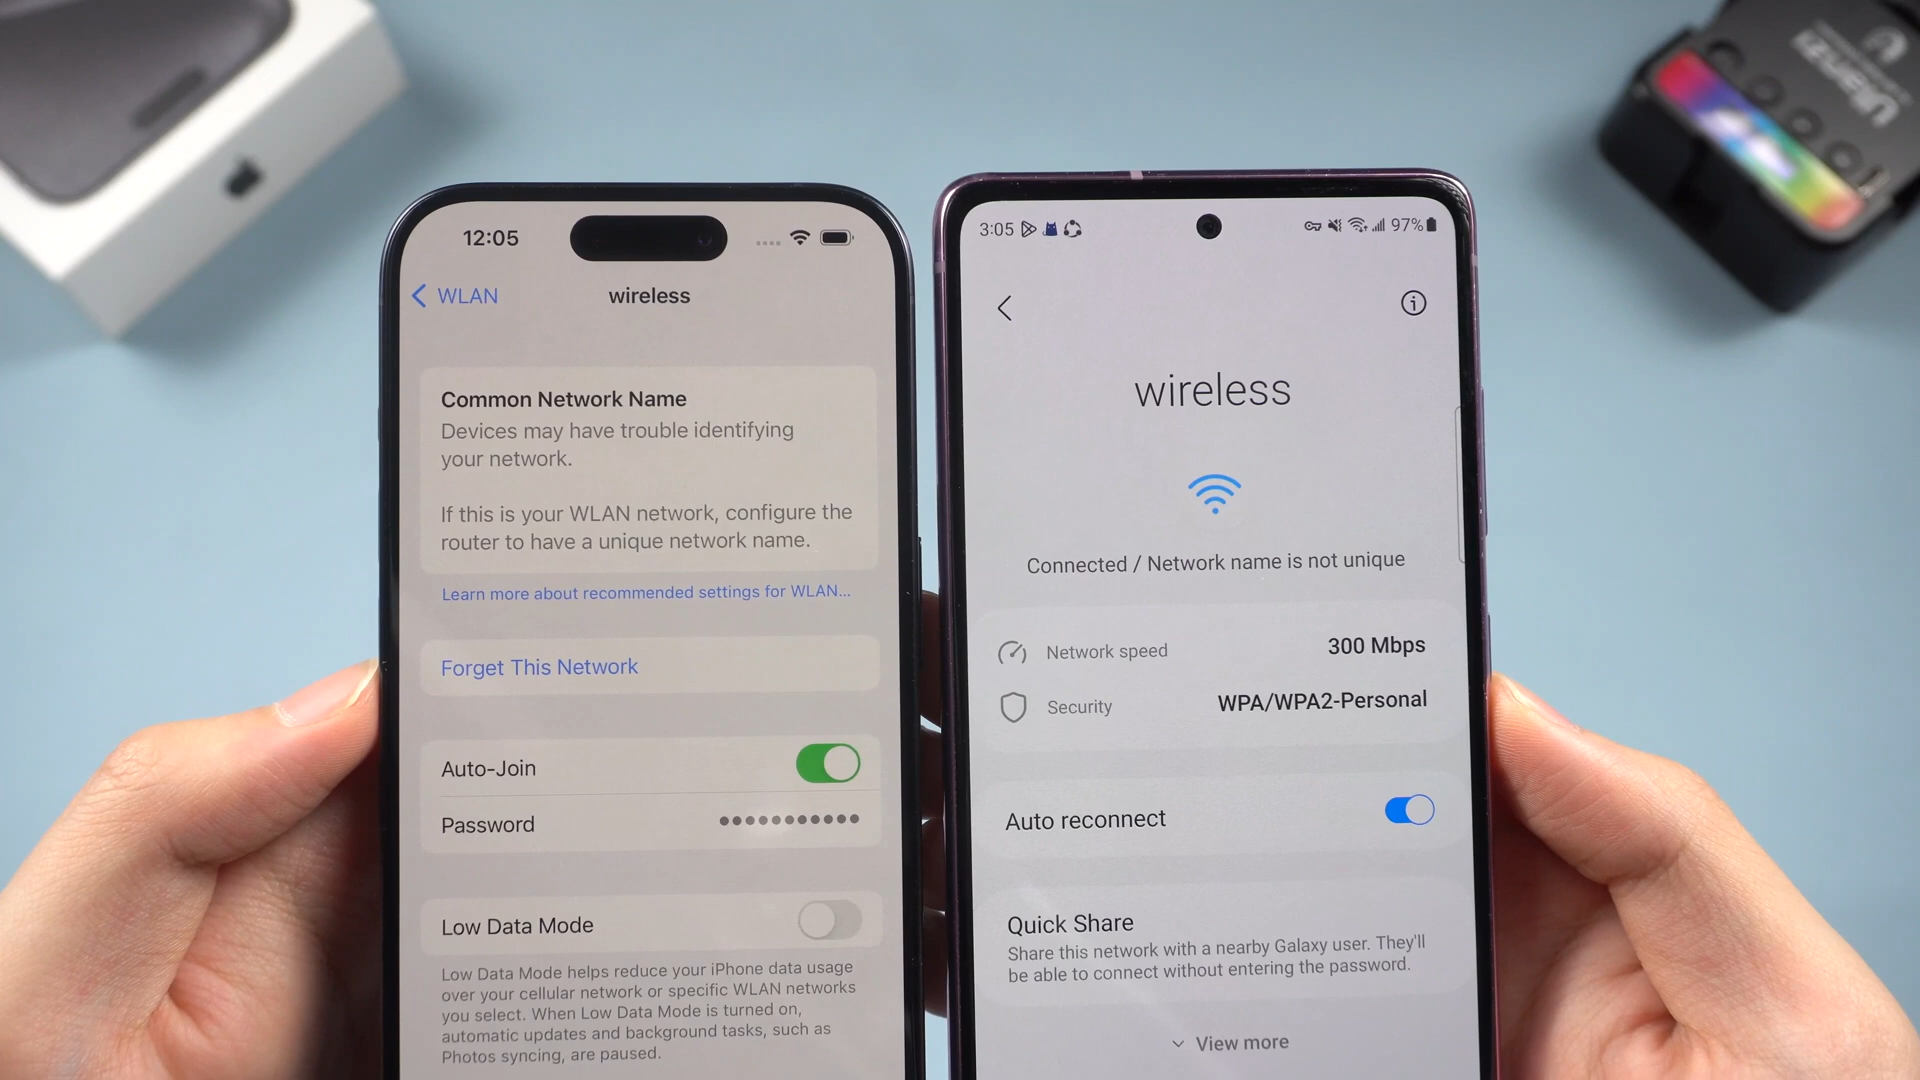 Ulanzi
12:05
WLAN
wireless
Common Network Name
Devices may have trouble identifying
your network.
If this is your WLAN network, configure the
router to have a unique network name.
Learn more about recommended settings for WLAN...
Forget This Network
Auto-Join
Password
Low Data Mode
Low Data Mode helps reduce your iPhone data usage
over your cellular network or specific WLAN networks
you select. When Low Data Mode is turned on,
automatic updates and background tasks, such as
Photos syncing, are paused.
3:05
97%
wireless
Connected / Network name is not unique
Network speed
300 Mbps
Security
WPA/WPA2-Personal
Auto reconnect
Quick Share
Share this network with a nearby Galaxy user. They'll
be able to connect without entering the password.
View more